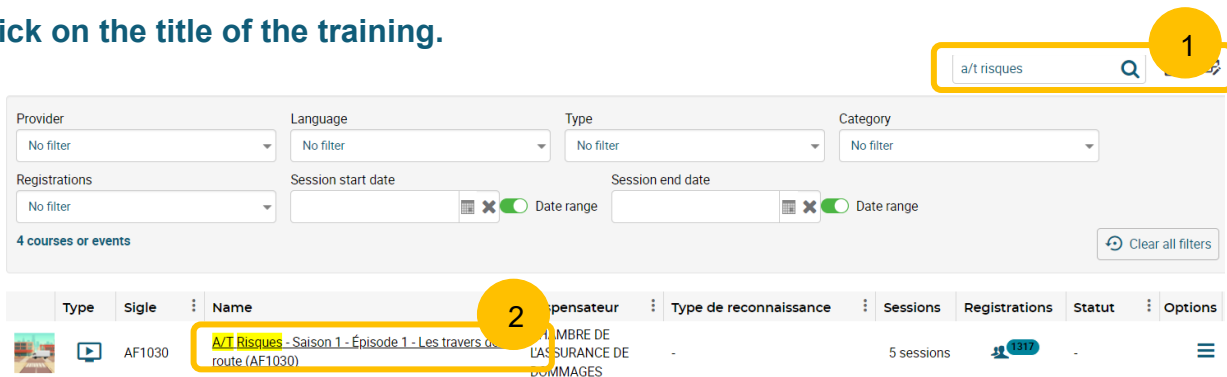 ick on the title of the training.
1
a/t risques
Provider Language Type Category
No filter No filter No filter No filter
Registrations Session start date Session end date
No filter Date range Date range
4 courses or events Clear all filters
Type Sigle Name 2 spensateur Type de reconnaissance Sessions Registrations Statut Options
AF1030 A/T Risques - Saison 1 - Épisode 1 - Les travers de route (AF1030) CHAMBRE DE L'ASSURANCE DE DOMMAGES - 5 sessions 1317 -